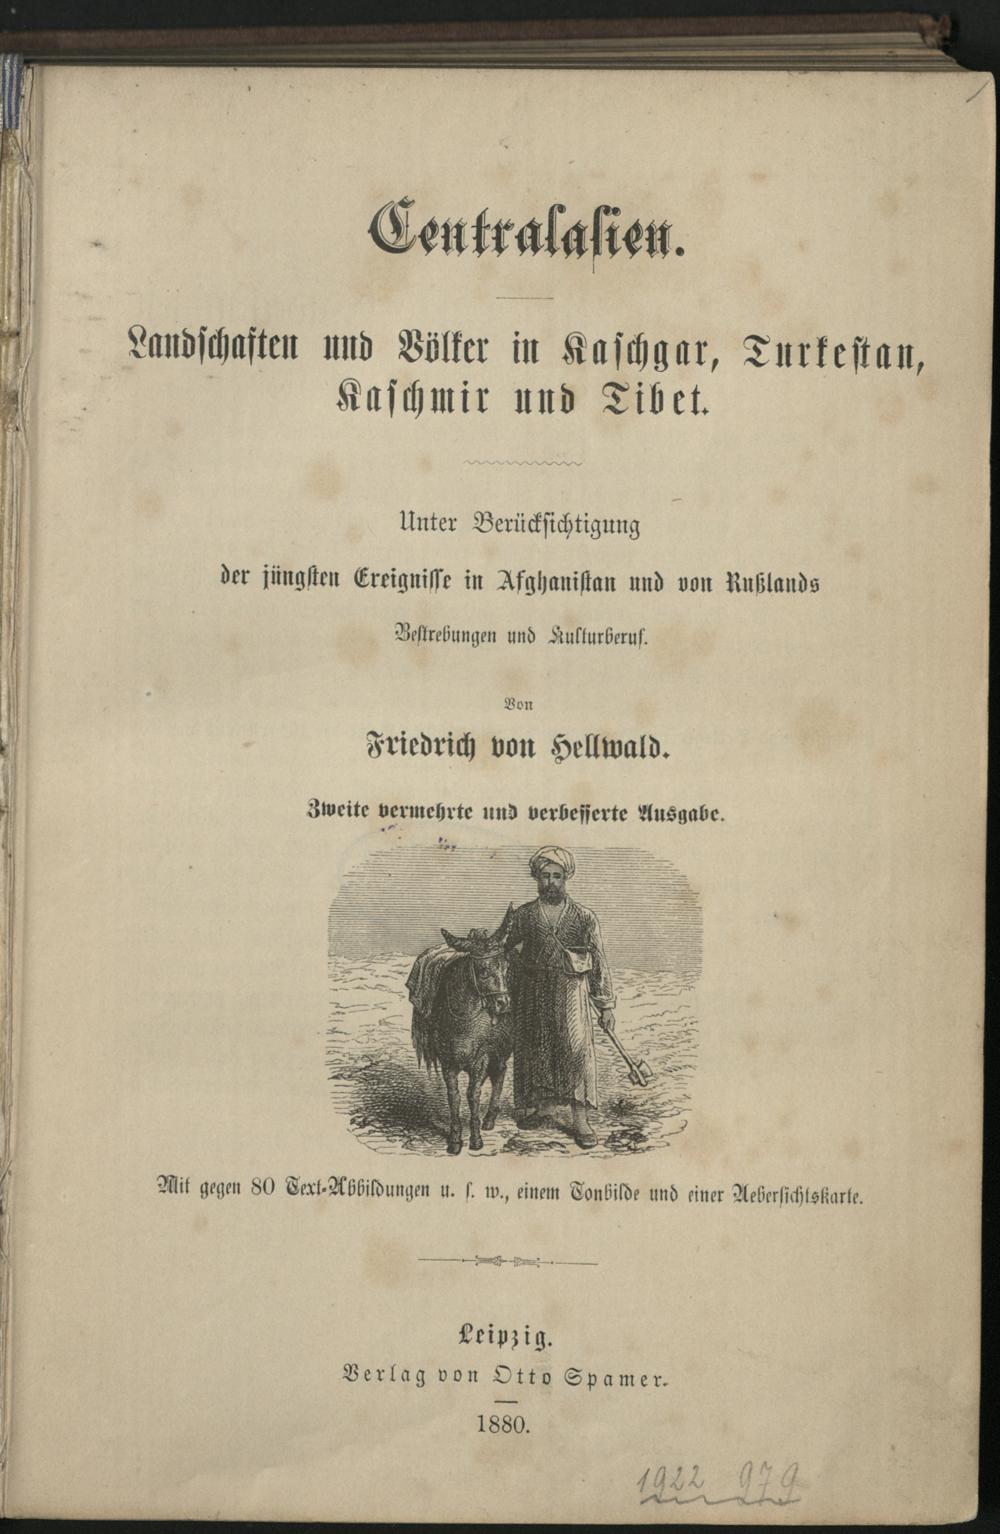 Centralasien.
Landschaften und Völker in Kaschgar, Turkestan,
Kaschmir und Tibet.
Unter Berücksichtigung
der jüngsten Ereignisse in Afghanistan und von Rußlands
Bestrebungen und Kulturberuf.
Von
Friedrich von Hellwald.
Zweite vermehrte und verbesserte Ausgabe.
Mit gegen 80 Text-Abbildungen u. s. w., einem Tonbilde und einer Uebersichtskarte.
Leipzig.
Verlag von Otto Spamer.
1880.
1922 979